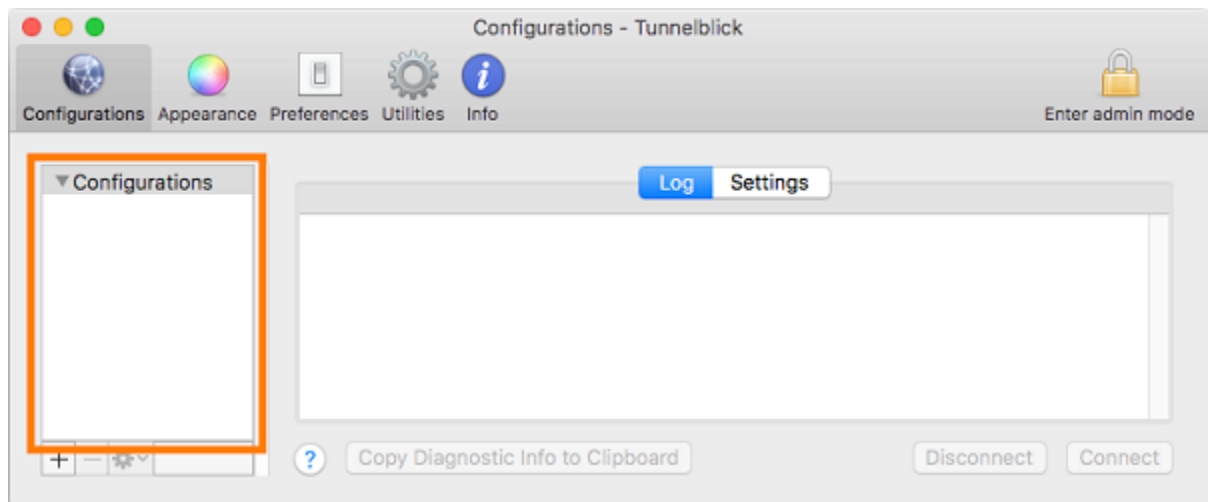 Configurations - Tunnelblick
Configurations Appearance Preferences Utilities Info Enter admin mode
Configurations
Log Settings
? Copy Diagnostic Info to Clipboard Disconnect Connect